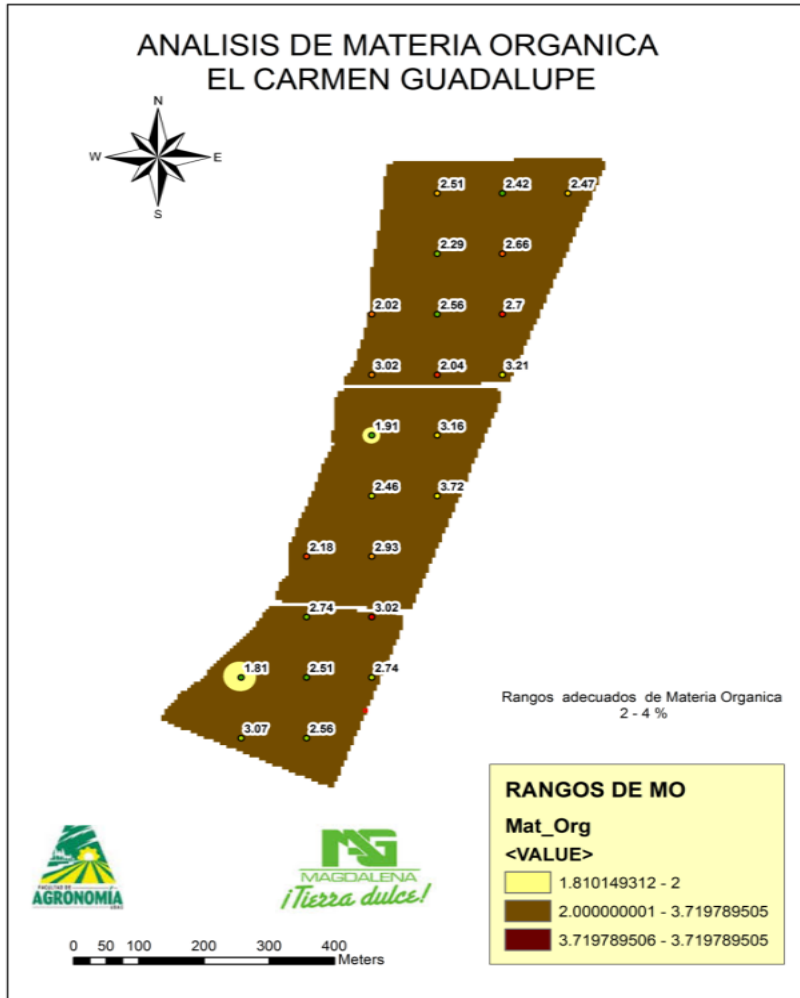 ANALISIS DE MATERIA ORGANICA
EL CARMEN GUADALUPE
N
W
E
S
2.51
2.42
2.47
2.29
2.66
2.02
2.56
2.7
3.02
2.04
3.21
1.91
3.16
2.46
3.72
2.18
2.93
2.74
3.02
1.81
2.51
2.74
3.07
2.56
Rangos adecuados de Materia Organica
2 - 4 %
RANGOS DE MO
Mat_Org
<VALUE>
1.810149312 - 2
2.000000001 - 3.719789505
3.719789506 - 3.719789505
FACULTAD DE
AGRONOMIA
MAG
MAGDALENA
¡Tierra dulce!
0 50 100 200 300 400
Meters